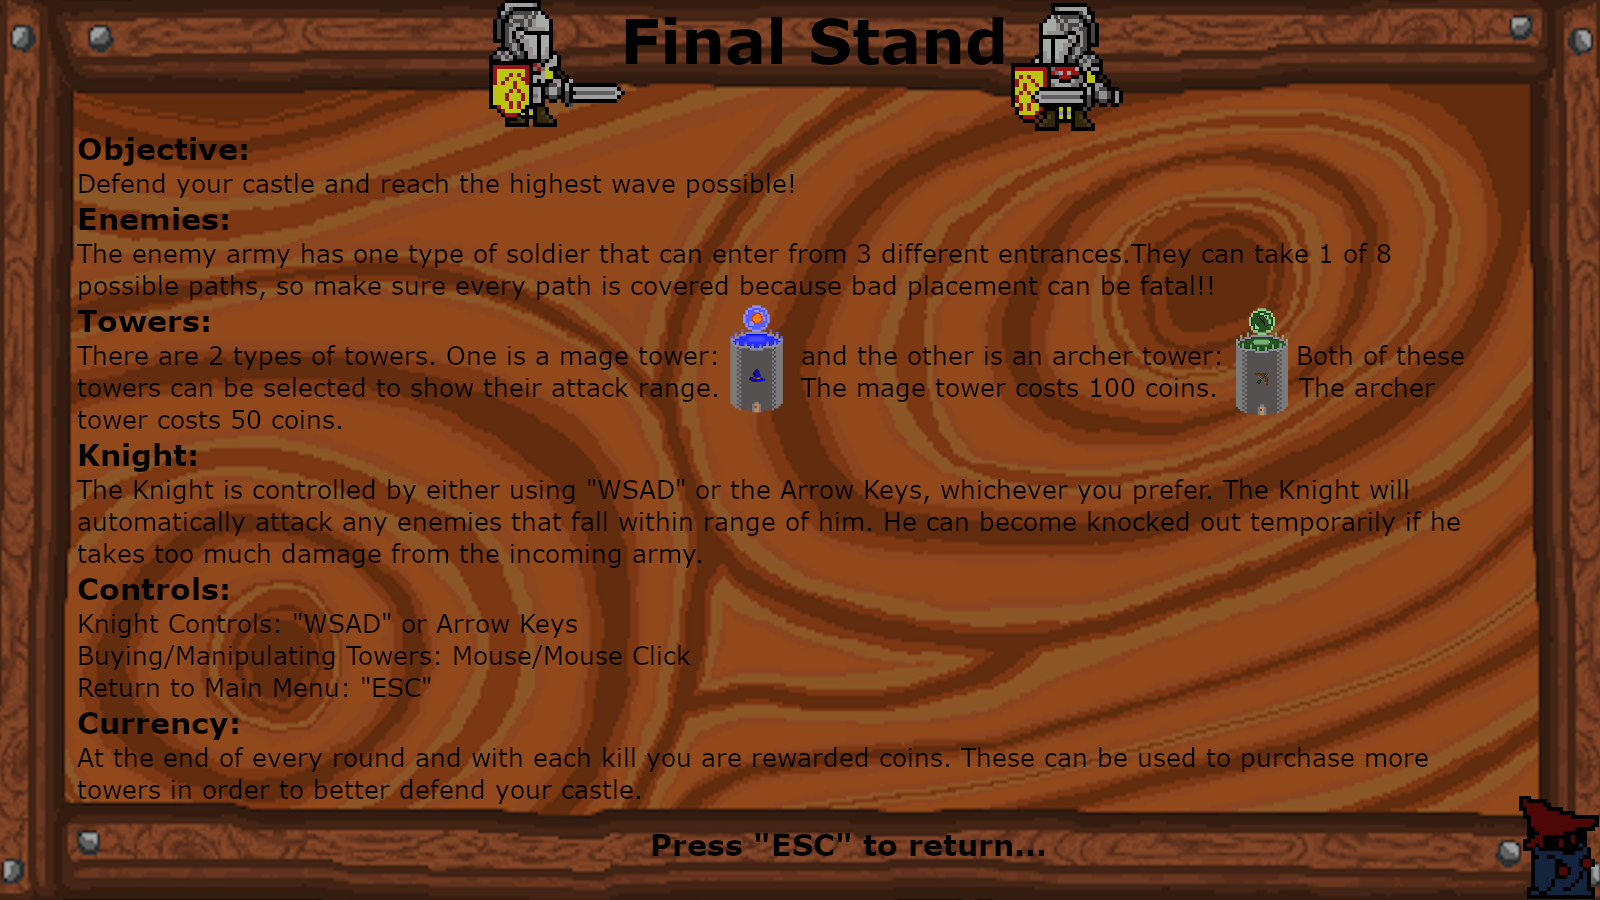 Final Stand
Objective:
Defend your castle and reach the highest wave possible!
Enemies:
The enemy army has one type of soldier that can enter from 3 different entrances.They can take 1 of 8
possible paths, so make sure every path is covered because bad placement can be fatal!!
Towers:
There are 2 types of towers. One is a mage tower: and the other is an archer tower: Both of these
towers can be selected to show their attack range. The mage tower costs 100 coins. The archer
tower costs 50 coins.
Knight:
The Knight is controlled by either using "WSAD" or the Arrow Keys, whichever you prefer. The Knight will
automatically attack any enemies that fall within range of him. He can become knocked out temporarily if he
takes too much damage from the incoming army.
Controls:
Knight Controls: "WSAD" or Arrow Keys
Buying/Manipulating Towers: Mouse/Mouse Click
Return to Main Menu: "ESC"
Currency:
At the end of every round and with each kill you are rewarded coins. These can be used to purchase more
towers in order to better defend your castle.
Press "ESC" to return...